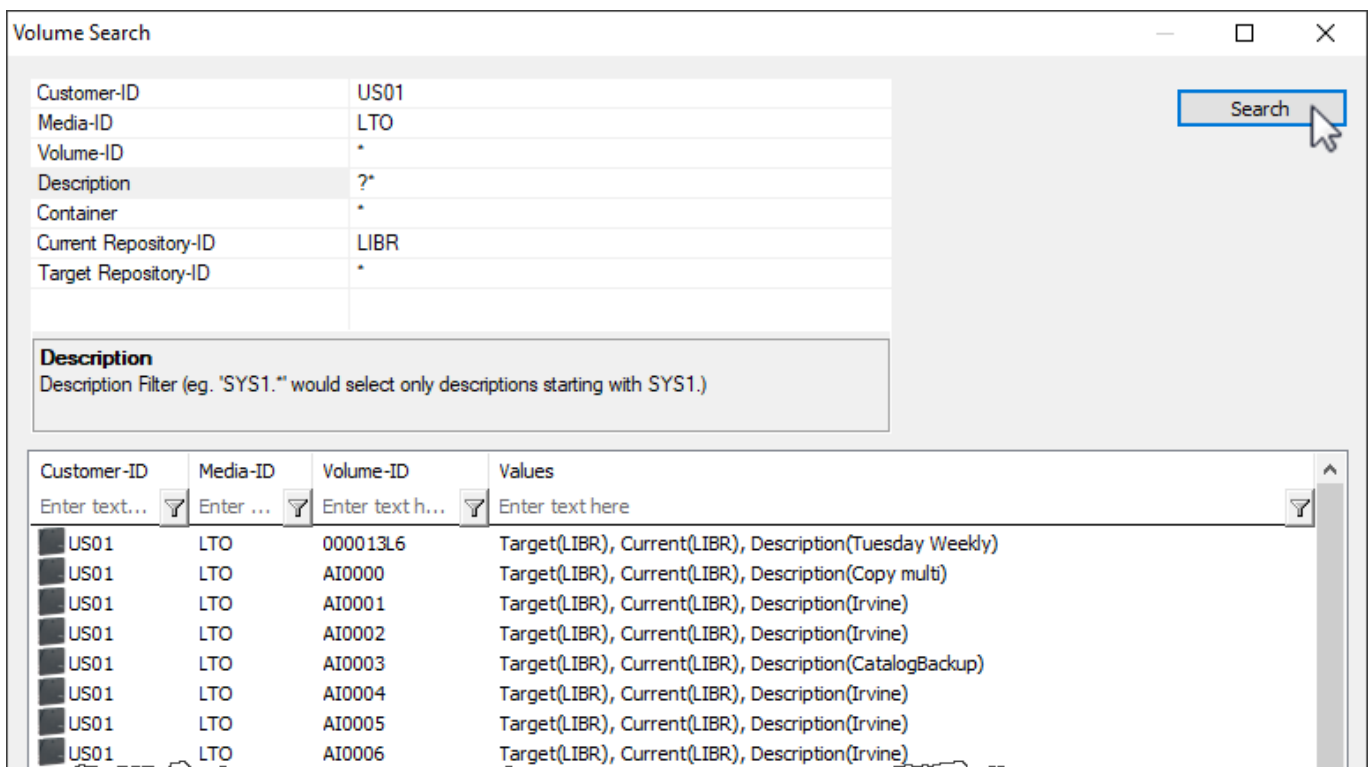 Volume Search
Customer-ID US01
Search
Media-ID LTO
Volume-ID *
Description ?*
Container *
Current Repository-ID LIBR
Target Repository-ID *
Description
Description Filter (eg. 'SYS1.*' would select only descriptions starting with SYS1.)
Customer-ID Media-ID Volume-ID Values
Enter text... Enter ... Enter text h... Enter text here
US01 LTO 000013L6 Target(LIBR), Current(LIBR), Description(Tuesday Weekly)
US01 LTO AI0000 Target(LIBR), Current(LIBR), Description(Copy multi)
US01 LTO AI0001 Target(LIBR), Current(LIBR), Description(Irvine)
US01 LTO AI0002 Target(LIBR), Current(LIBR), Description(Irvine)
US01 LTO AI0003 Target(LIBR), Current(LIBR), Description(CatalogBackup)
US01 LTO AI0004 Target(LIBR), Current(LIBR), Description(Irvine)
US01 LTO AI0005 Target(LIBR), Current(LIBR), Description(Irvine)
US01 LTO AI0006 Target(LIBR), Current(LIBR), Description(Irvine)